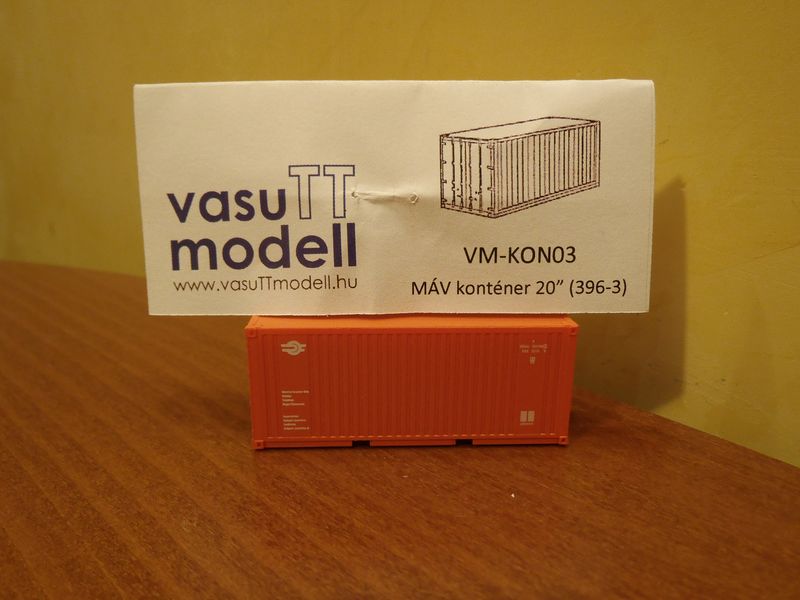 vasuTT
modell
www.vasuTTmodell.hu
VM-KON03
MÁV konténer 20” (396-3)